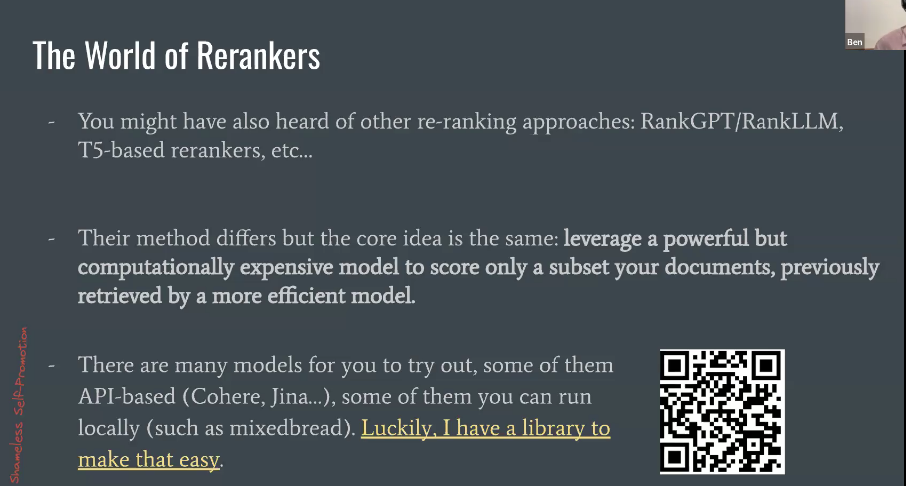 Ben
The World of Rerankers
- You might have also heard of other re-ranking approaches: RankGPT/RankLLM,
T5-based rerankers, etc...
- Their method differs but the core idea is the same: leverage a powerful but
computationally expensive model to score only a subset your documents, previously
retrieved by a more efficient model.
- There are many models for you to try out, some of them
API-based (Cohere, Jina...), some of them you can run
locally (such as mixedbread). Luckily, I have a library to
make that easy.
Shameless Self-Promotion